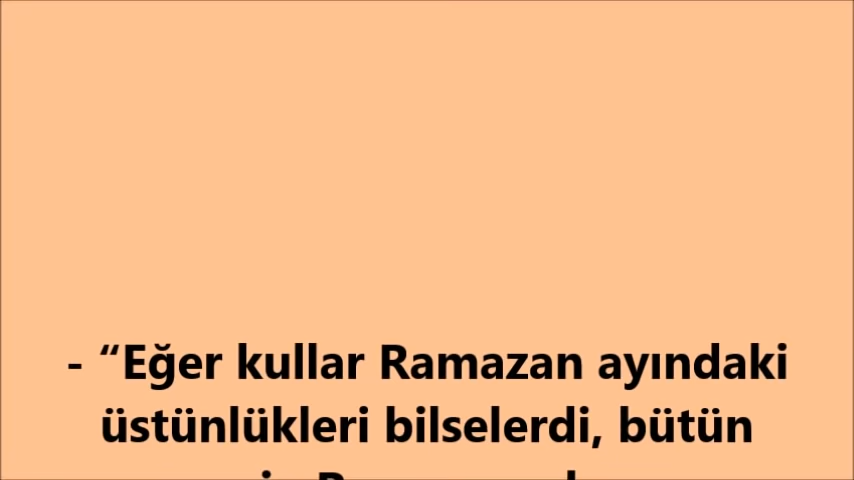 - “Eğer kullar Ramazan ayındaki
üstünlükleri bilselerdi, bütün